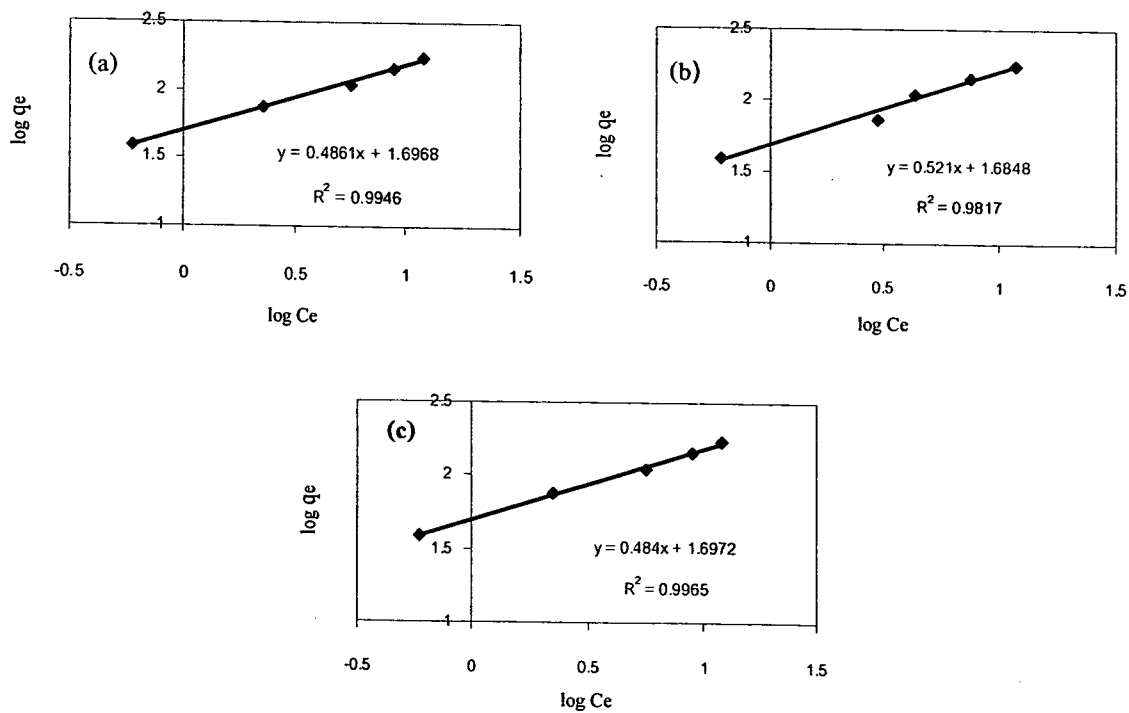 (a)
log qe
2.5
2
1.5
1
y = 0.4861x + 1.6968
R² = 0.9946
-0.5 0 0.5 1 1.5
log Ce
(b)
log qe
2.5
2
1.5
1
y = 0.521x + 1.6848
R² = 0.9817
-0.5 0 0.5 1 1.5
log Ce
(c)
log qe
2.5
2
1.5
1
y = 0.484x + 1.6972
R² = 0.9965
-0.5 0 0.5 1 1.5
log Ce